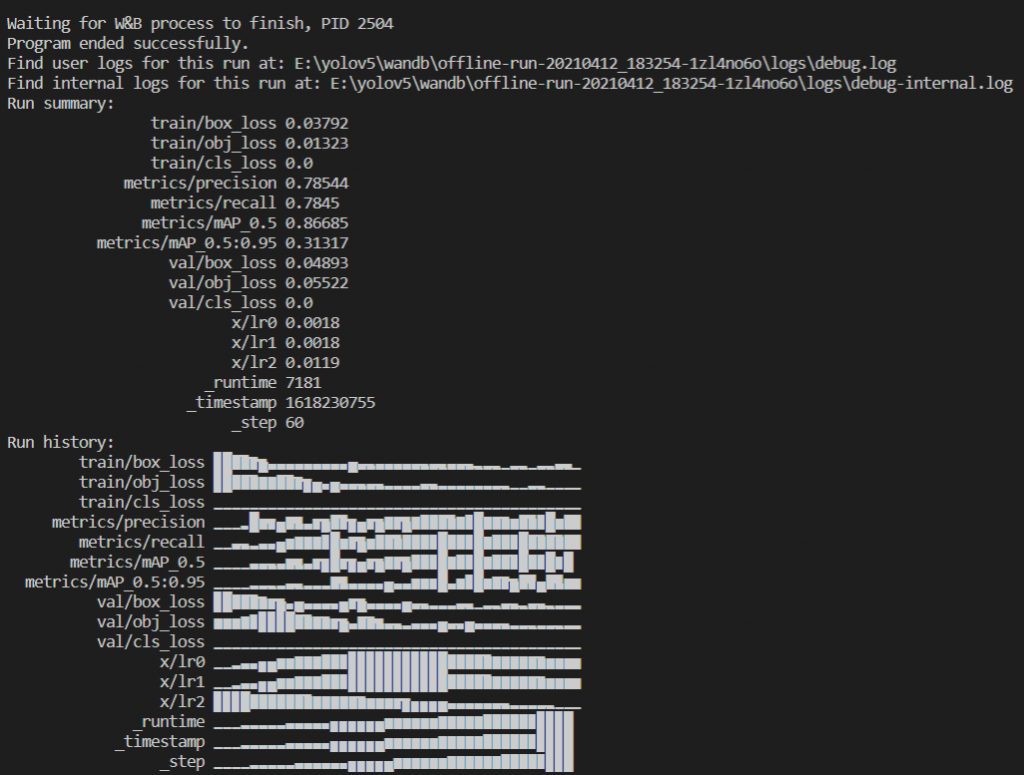 Waiting for W&B process to finish, PID 2504
Program ended successfully.
Find user logs for this run at: E:\yolov5\wandb\offline-run-20210412_183254-1zl4no6o\logs\debug.log
Find internal logs for this run at: E:\yolov5\wandb\offline-run-20210412_183254-1zl4no6o\logs\debug-internal.log
Run summary:
train/box_loss 0.03792
train/obj_loss 0.01323
train/cls_loss 0.0
metrics/precision 0.78544
metrics/recall 0.7845
metrics/mAP_0.5 0.86685
metrics/mAP_0.5:0.95 0.31317
val/box_loss 0.04893
val/obj_loss 0.05522
val/cls_loss 0.0
x/lr0 0.0018
x/lr1 0.0018
x/lr2 0.0119
_runtime 7181
_timestamp 1618230755
_step 60
Run history:
train/box_loss
train/obj_loss
train/cls_loss
metrics/precision
metrics/recall
metrics/mAP_0.5
metrics/mAP_0.5:0.95
val/box_loss
val/obj_loss
val/cls_loss
x/lr0
x/lr1
x/lr2
_runtime
_timestamp
_step